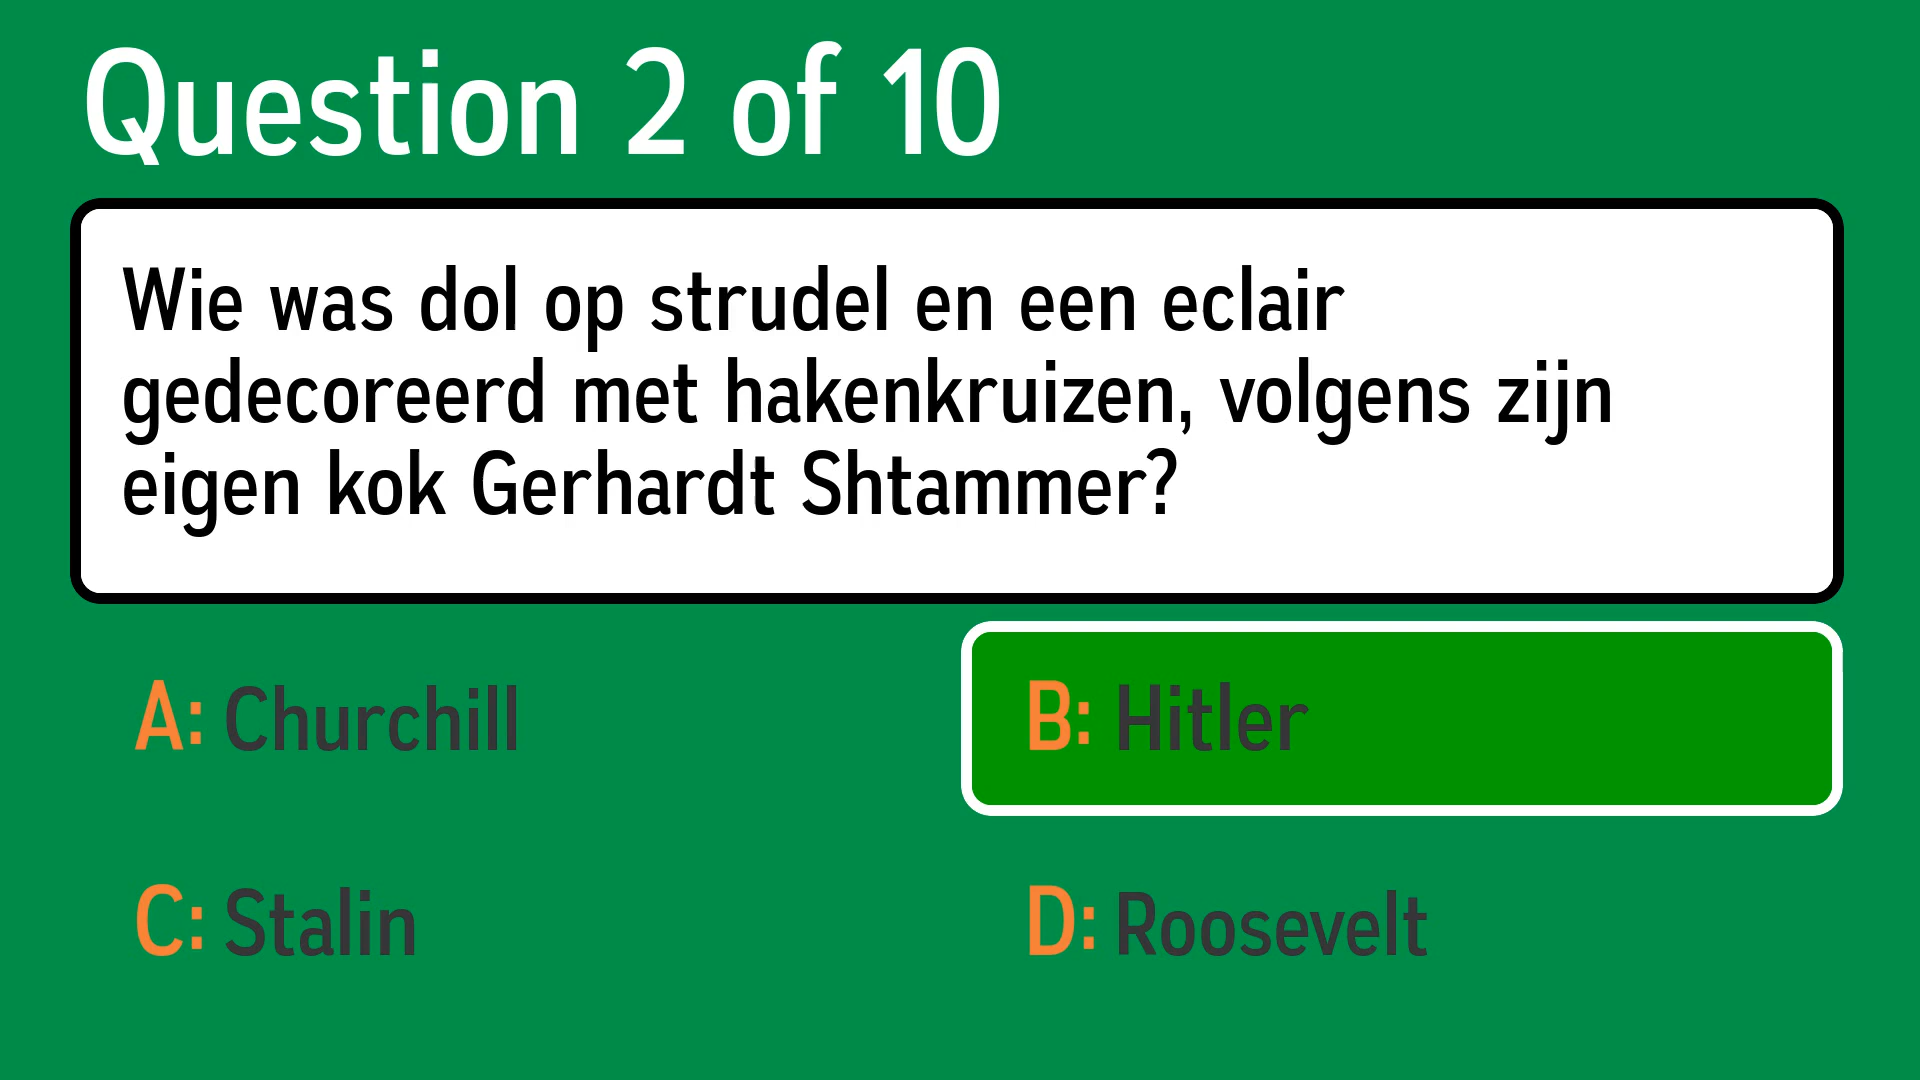 Question 2 of 10
Wie was dol op strudel en een eclair
gedecoreerd met hakenkruizen, volgens zijn
eigen kok Gerhardt Shtammer?
A: Churchill
B: Hitler
C: Stalin
D: Roosevelt